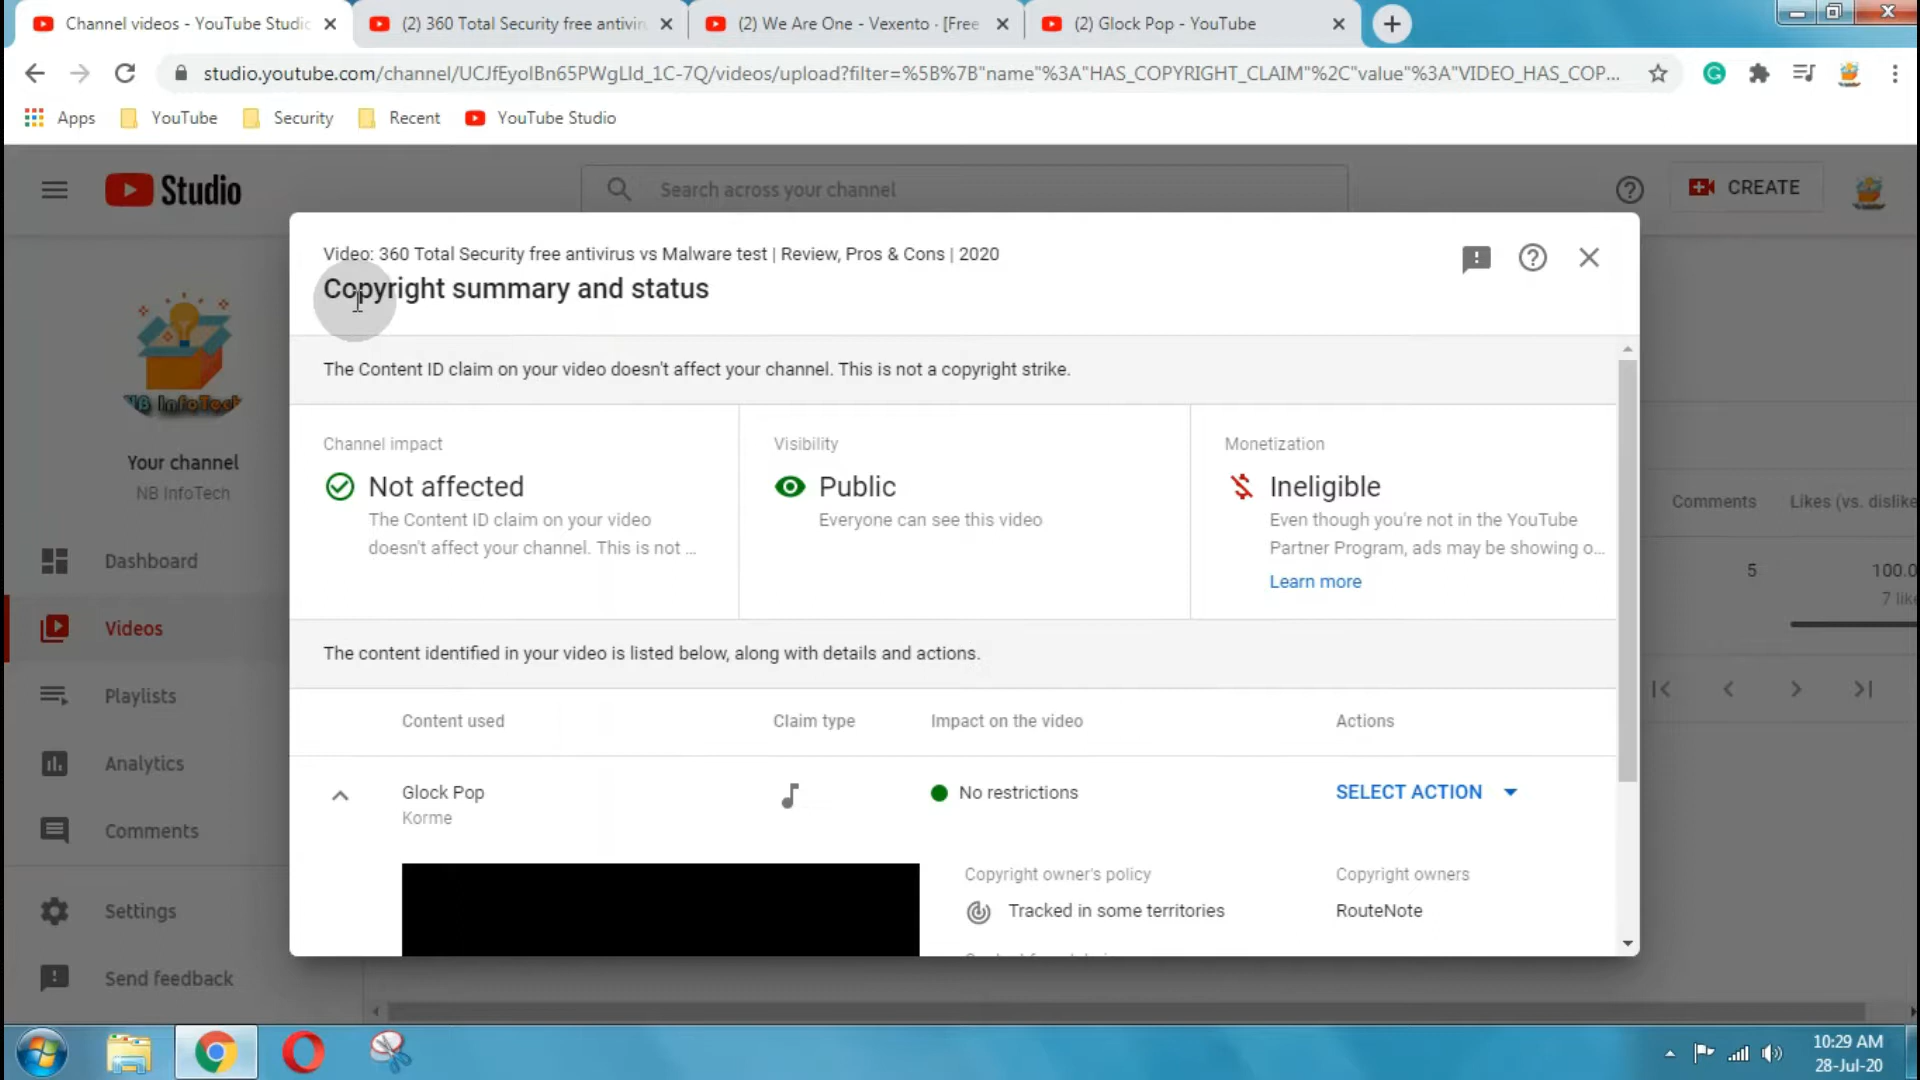 Channel videos - YouTube Studio
(2) 360 Total Security free antivirus
(2) We Are One - Vexento - [Free
(2) Glock Pop - YouTube
studio.youtube.com/channel/UCJfEyolBn65PWgLld_1C-7Q/videos/upload?filter=%5B%7B"name"%3A"HAS_COPYRIGHT_CLAIM"%2C"value"%3A"VIDEO_HAS_COP...
Apps YouTube Security Recent YouTube Studio
Studio
Search across your channel
CREATE
Video: 360 Total Security free antivirus vs Malware test | Review, Pros & Cons | 2020
Copyright summary and status
The Content ID claim on your video doesn't affect your channel. This is not a copyright strike.
Channel impact
Not affected
The Content ID claim on your video
doesn't affect your channel. This is not ...
Visibility
Public
Everyone can see this video
Monetization
Ineligible
Even though you're not in the YouTube
Partner Program, ads may be showing o...
Learn more
The content identified in your video is listed below, along with details and actions.
Content used Claim type Impact on the video Actions
Glock Pop
Korme
No restrictions
SELECT ACTION
Copyright owner's policy
Tracked in some territories
Copyright owners
RouteNote
NB InfoTech
Your channel
NB InfoTech
Dashboard
Videos
Playlists
Analytics
Comments
Settings
Send feedback
Comments Likes (vs. dislike
5 100.0
7 like
10:29 AM
28-Jul-20